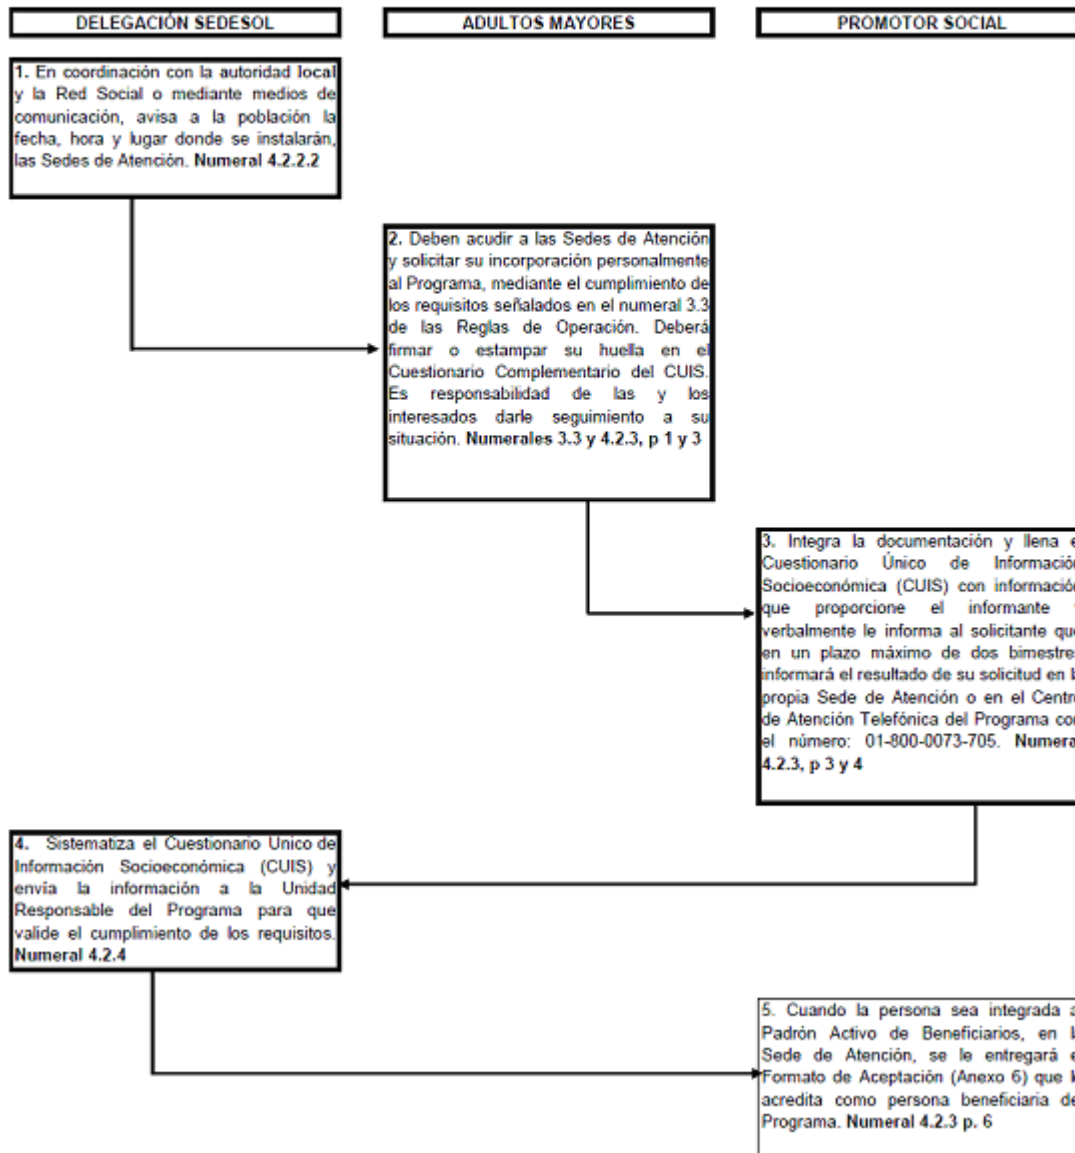 DELEGACIÓN SEDESOL
ADULTOS MAYORES
PROMOTOR SOCIAL
1. En coordinación con la autoridad local
y la Red Social o mediante medios de
comunicación, avisa a la población la
fecha, hora y lugar donde se instalarán,
las Sedes de Atención. Numeral 4.2.2.2
2. Deben acudir a las Sedes de Atención
y solicitar su incorporación personalmente
al Programa, mediante el cumplimiento de
los requisitos señalados en el numeral 3.3
de las Reglas de Operación. Deberá
firmar o estampar su huella en el
Cuestionario Complementario del CUIS.
Es responsabilidad de las y los
interesados darle seguimiento a su
situación. Numerales 3.3 y 4.2.3, p 1 y 3
3. Integra la documentación y llena
Cuestionario Único de
Socioeconómica (CUIS) con
que proporcione el informante
verbalmente le informa al solicitante
en un plazo máximo de dos
informará el resultado de su solicitud en
propia Sede de Atención o en el
de Atención Telefónica del Programa
el número: 01-800-0073-705.
4.2.3, p 3 y 4
4. Sistematiza el Cuestionario Unico de
Información Socioeconómica (CUIS) y
envía la información a la Unidad
Responsable del Programa para que
valide el cumplimiento de los requisitos.
Numeral 4.2.4
5. Cuando la persona sea integrada
Padrón Activo de Beneficiarios, en
Sede de Atención, se le entregará
Formato de Aceptación (Anexo 6) que
acredita como persona beneficiaria
Programa. Numeral 4.2.3 p. 6